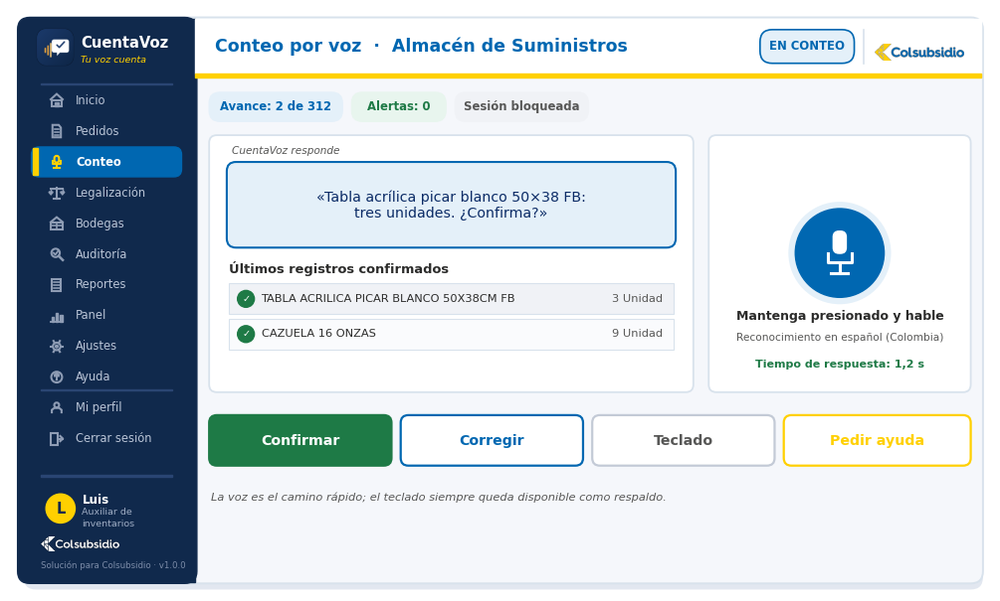 CuentaVoz
Tu voz cuenta
Inicio
Pedidos
Conteo
Legalización
Bodegas
Auditoría
Reportes
Panel
Ajustes
Ayuda
Mi perfil
Cerrar sesión
L
Luis
Auxiliar de
inventarios
Colsubsidio
Solución para Colsubsidio · v1.0.0
Conteo por voz · Almacén de Suministros
EN CONTEO
Colsubsidio
Avance: 2 de 312
Alertas: 0
Sesión bloqueada
CuentaVoz responde
«Tabla acrílica picar blanco 50×38 FB:
tres unidades. ¿Confirma?»
Últimos registros confirmados
TABLA ACRILICA PICAR BLANCO 50X38CM FB 3 Unidad
CAZUELA 16 ONZAS 9 Unidad
Mantenga presionado y hable
Reconocimiento en español (Colombia)
Tiempo de respuesta: 1,2 s
Confirmar
Corregir
Teclado
Pedir ayuda
La voz es el camino rápido; el teclado siempre queda disponible como respaldo.